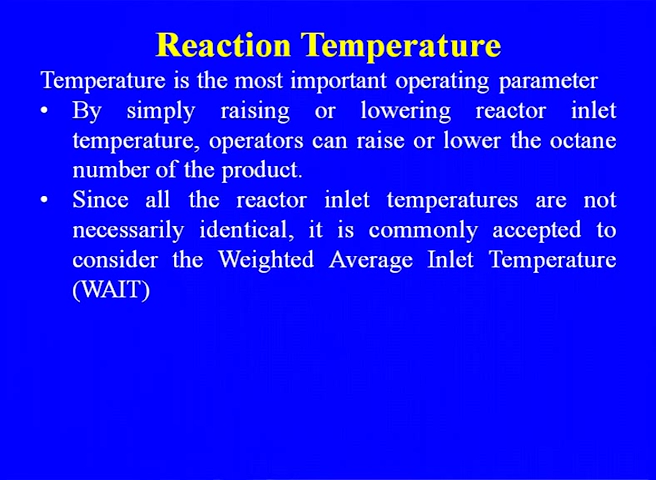 Reaction Temperature
Temperature is the most important operating parameter
• By simply raising or lowering reactor inlet
temperature, operators can raise or lower the octane
number of the product.
• Since all the reactor inlet temperatures are not
necessarily identical, it is commonly accepted to
consider the Weighted Average Inlet Temperature
(WAIT)